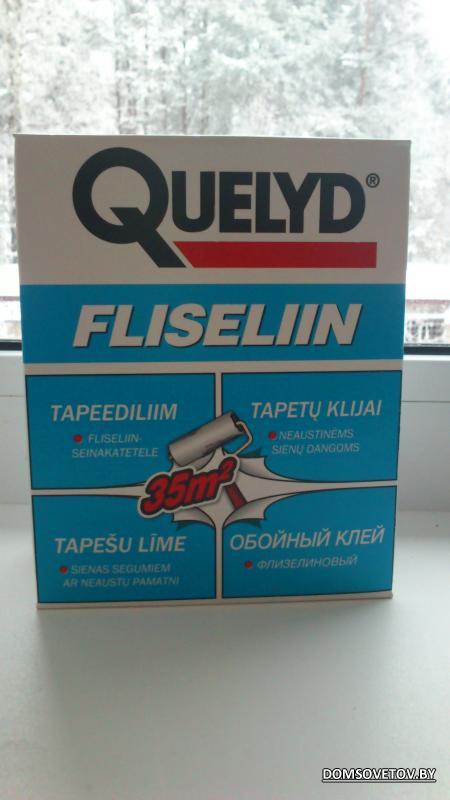 QUELYD®
FLISELIIN
TAPEEDILIIM
FLISELIIN-
SEINAKATETELE
TAPETŲ KLIJAI
NEAUSTINĖMS
SIENŲ DANGOMS
35m²
TAPEŠU LĪME
SIENAS SEGUMIEM
AR NEAUSTU PAMATNI
ОБОЙНЫЙ КЛЕЙ
ФЛИЗЕЛИНОВЫЙ
DOMSOVETOV.BY